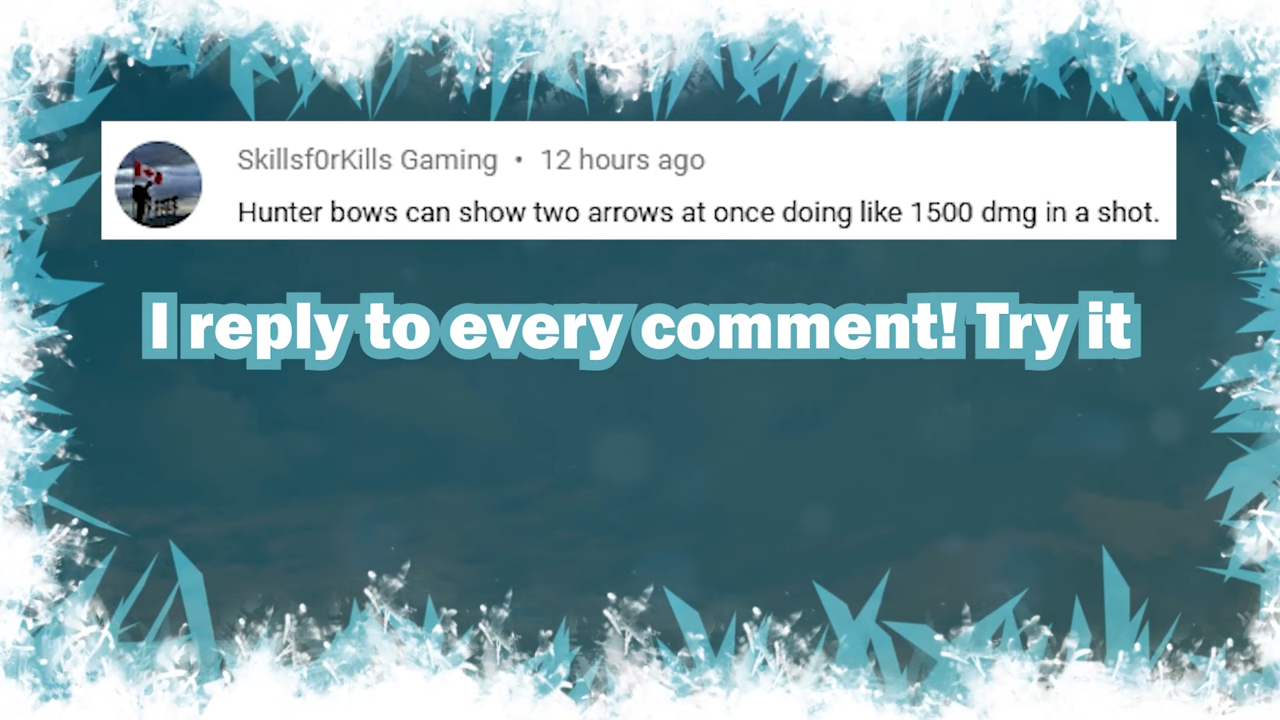 Skillsf0rKills Gaming • 12 hours ago
Hunter bows can show two arrows at once doing like 1500 dmg in a shot.
I reply to every comment! Try it